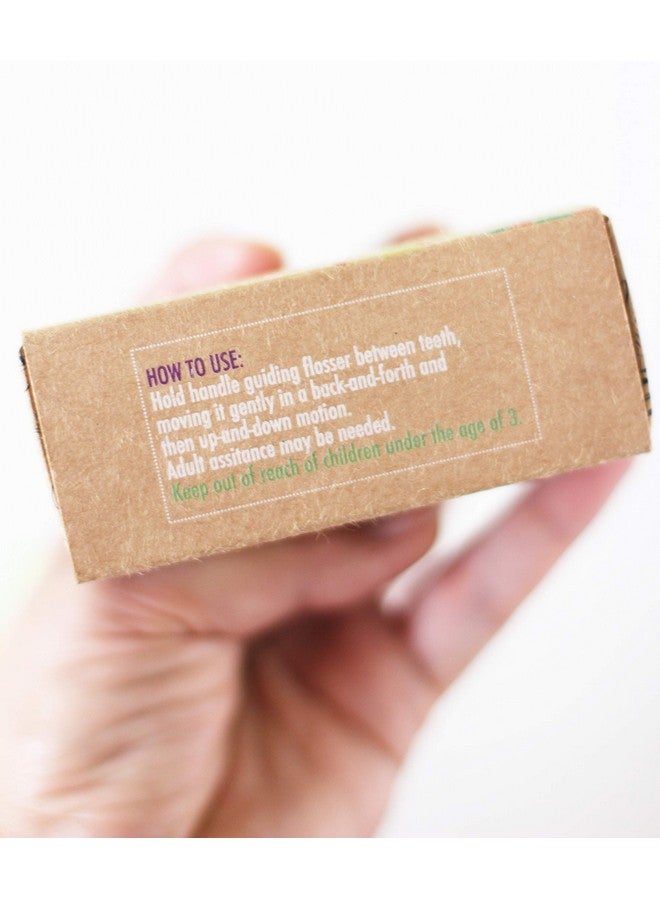 HOW TO USE:
Hold handle guiding flosser between teeth,
moving it gently in a back-and-forth and
then up-and-down motion.
Adult assitance may be needed.
Keep out of reach of children under the age of 3.